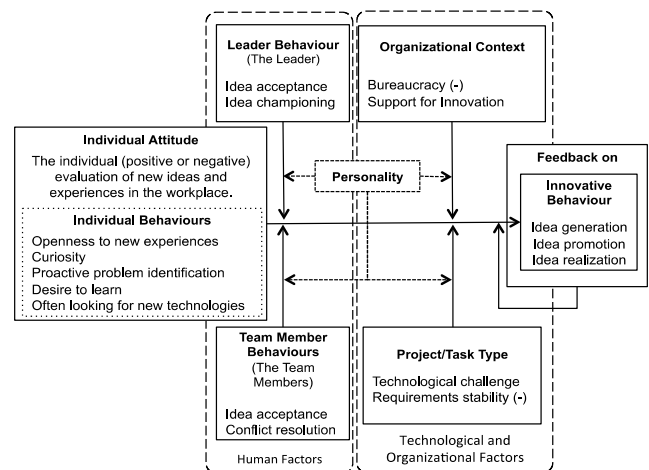 Leader Behaviour
(The Leader)
Idea acceptance
Idea championing
Organizational Context
Bureaucracy (-)
Support for Innovation
Individual Attitude
The individual (positive or negative)
evaluation of new ideas and
experiences in the workplace.
Individual Behaviours
Openness to new experiences
Curiosity
Proactive problem identification
Desire to learn
Often looking for new technologies
Personality
Feedback on
Innovative
Behaviour
Idea generation
Idea promotion
Idea realization
Team Member
Behaviours
(The Team
Members)
Idea acceptance
Conflict resolution
Project/Task Type
Technological challenge
Requirements stability (-)
Human Factors
Technological and
Organizational Factors